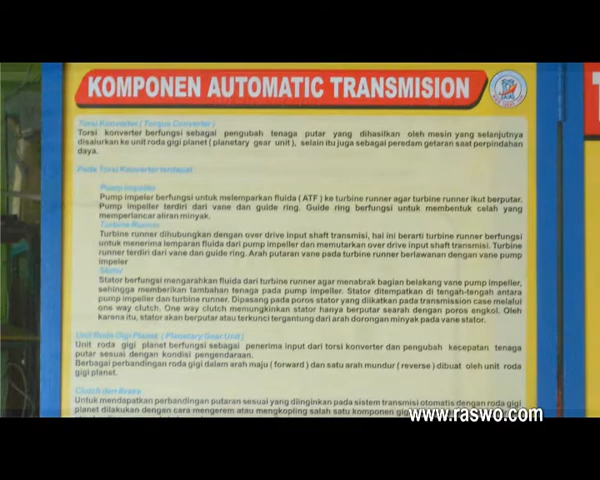 KOMPONEN AUTOMATIC TRANSMISION
Torsi Konverter ( Torque Converter )
Torsi konverter berfungsi sebagai pengubah tenaga putar yang dihasilkan oleh mesin yang selanjutnya
disalurkan ke unit roda gigi planet ( planetary gear unit ), selain itu juga sebagai peredam getaran saat perpindahan
daya.
Pada Torsi Konverter terdapat
Pump Impeller
Pump impeler berfungsi untuk melemparkan fluida ( ATF ) ke turbine runner agar turbine runner ikut berputar.
Pump impeller terdiri dari vane dan guide ring. Guide ring berfungsi untuk membentuk celah yang
memperlancar aliran minyak.
Turbine Runner
Turbine runner dihubungkan dengan over drive input shaft transmisi, hal ini berarti turbine runner berfungsi
untuk menerima lemparan fluida dari pump impeller dan memutarkan over drive input shaft transmisi. Turbine
runner terdiri dari vane dan guide ring. Arah putaran vane pada turbine runner berlawanan dengan vane pump
impeler
Stator
Stator berfungsi mengarahkan fluida dari turbine runner agar menabrak bagian belakang vane pump impeller,
sehingga memberikan tambahan tenaga pada pump impeller. Stator ditempatkan di tengah-tengah antara
pump impeller dan turbine runner. Dipasang pada poros stator yang diikatkan pada transmission case melalui
one way clutch. One way clutch memungkinkan stator hanya berputar searah dengan poros engkol. Oleh
karena itu, stator akan berputar atau terkunci tergantung dari arah dorongan minyak pada vane stator.
Unit Roda Gigi Planet ( Planetary Gear Unit )
Unit roda gigi planet berfungsi sebagai penerima input dari torsi konverter dan pengubah kecepatan tenaga
putar sesuai dengan kondisi pengendaraan.
Berbagai perbandingan roda gigi dalam arah maju ( forward ) dan satu arah mundur ( reverse ) dibuat oleh unit roda
gigi planet.
Clutch dan Brake
Untuk mendapatkan perbandingan putaran sesuai yang diinginkan pada sistem transmisi otomatis dengan roda gigi
planet dilakukan dengan cara mengerem atau mengkopling salah satu komponen
www.raswo.com